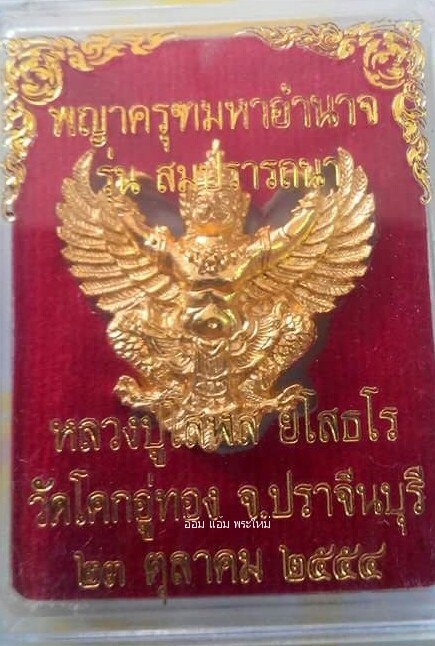 พญาครุฑมหาอำนาจ
รุ่น สมปรารถนา
หลวงปู่โสฬส ยโสธโร
วัดโคกอู่ทอง จ.ปราจีนบุรี
ออม แอม พระใหม่
๒๓ ตุลาคม ๒๕๕๔